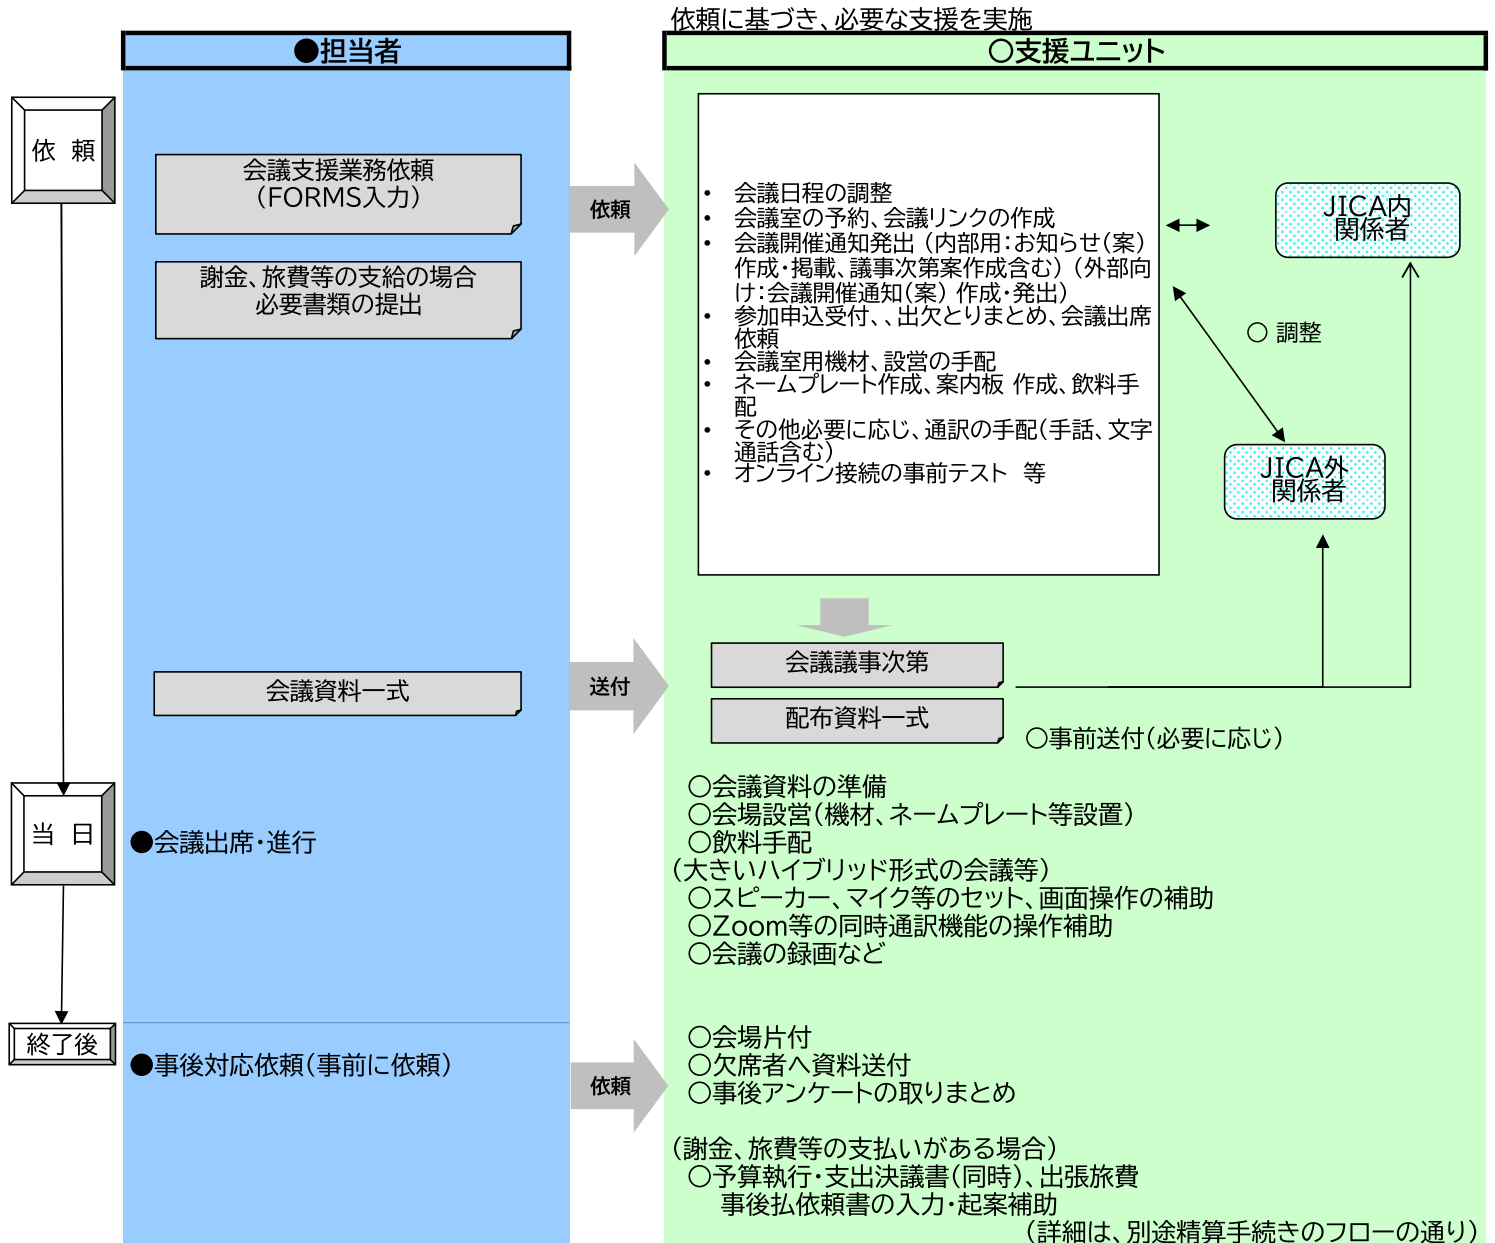 依頼に基づき、必要な支援を実施
●担当者
○支援ユニット
依 頼
会議支援業務依頼
（FORMS入力）
謝金、旅費等の支給の場合
必要書類の提出
依頼
• 会議日程の調整
• 会議室の予約、会議リンクの作成
• 会議開催通知発出（内部用：お知らせ（案）
作成・掲載、議事次第案作成含む）（外部向
け：会議開催通知（案）作成・発出）
• 参加申込受付、、出欠とりまとめ、会議出席
依頼
• 会議室用機材、設営の手配
• ネームプレート作成、案内板 作成、飲料手
配
• その他必要に応じ、通訳の手配（手話、文字
通話含む）
• オンライン接続の事前テスト 等
JICA内
関係者
○ 調整
JICA外
関係者
会議資料一式
送付
会議議事次第
配布資料一式
○事前送付（必要に応じ）
当 日
●会議出席・進行
○会議資料の準備
○会場設営（機材、ネームプレート等設置）
○飲料手配
（大きいハイブリッド形式の会議等）
○スピーカー、マイク等のセット、画面操作の補助
○Zoom等の同時通訳機能の操作補助
○会議の録画など
終了後
●事後対応依頼（事前に依頼）
依頼
○会場片付
○欠席者へ資料送付
○事後アンケートの取りまとめ
（謝金、旅費等の支払いがある場合）
○予算執行・支出決議書（同時）、出張旅費
事後払依頼書の入力・起案補助
（詳細は、別途精算手続きのフローの通り）